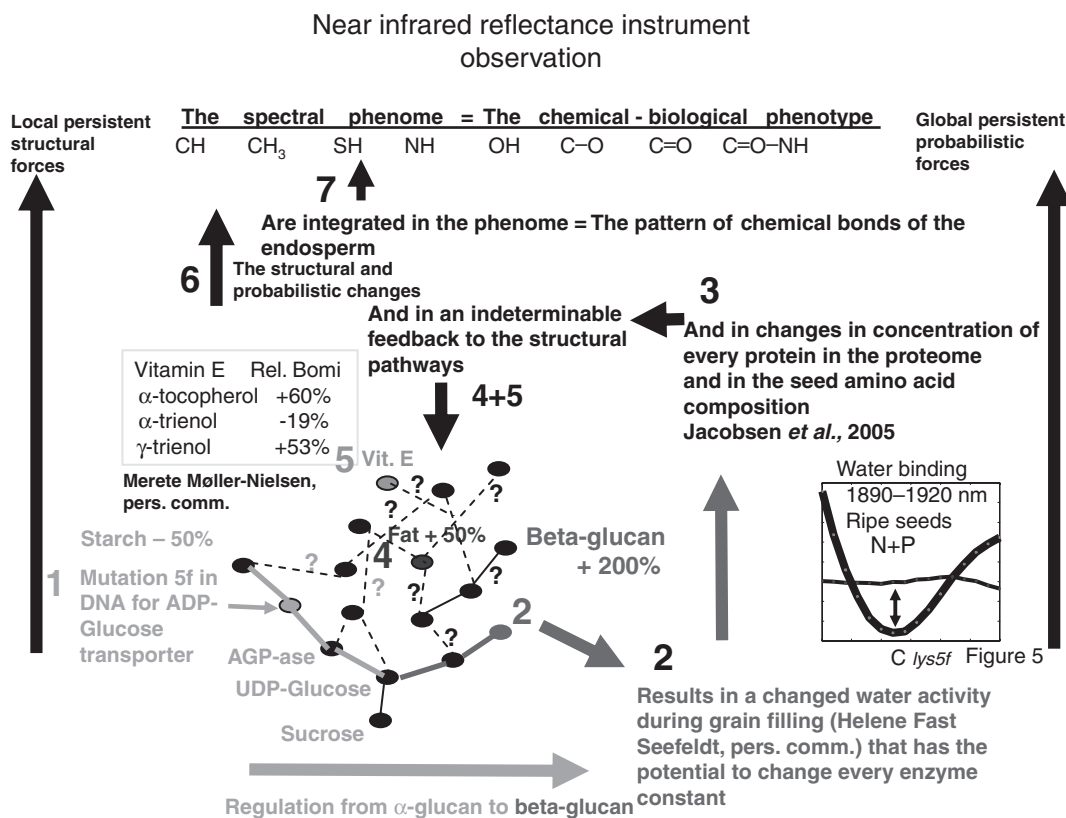 Near infrared reflectance instrument
observation
Local persistent
structural
forces
The spectral phenome = The chemical - biological phenotype
Global persistent
probabilistic
forces
CH CH3 SH NH OH C–O C=O C=O–NH
7
Are integrated in the phenome = The pattern of chemical bonds of the
endosperm
6
The structural and
probabilistic changes
3
And in an indeterminable
feedback to the structural
pathways
And in changes in concentration of
every protein in the proteome
and in the seed amino acid
composition
Jacobsen et al., 2005
4+5
Vitamin E Rel. Bomi
α-tocopherol +60%
α-trienol -19%
γ-trienol +53%
Merete Møller-Nielsen,
pers. comm.
5 Vit. E
?
?
?
Water binding
1890–1920 nm
Ripe seeds
N+P
C lys5f Figure 5
Starch – 50%
Fat + 50%
4
Beta-glucan
+ 200%
?
?
?
?
?
1
Mutation 5f in
DNA for ADP-
Glucose
transporter
2
AGP-ase
UDP-Glucose
Sucrose
2
Results in a changed water activity
during grain filling (Helene Fast
Seefeldt, pers. comm.) that has the
potential to change every enzyme
constant
Regulation from α-glucan to beta-glucan